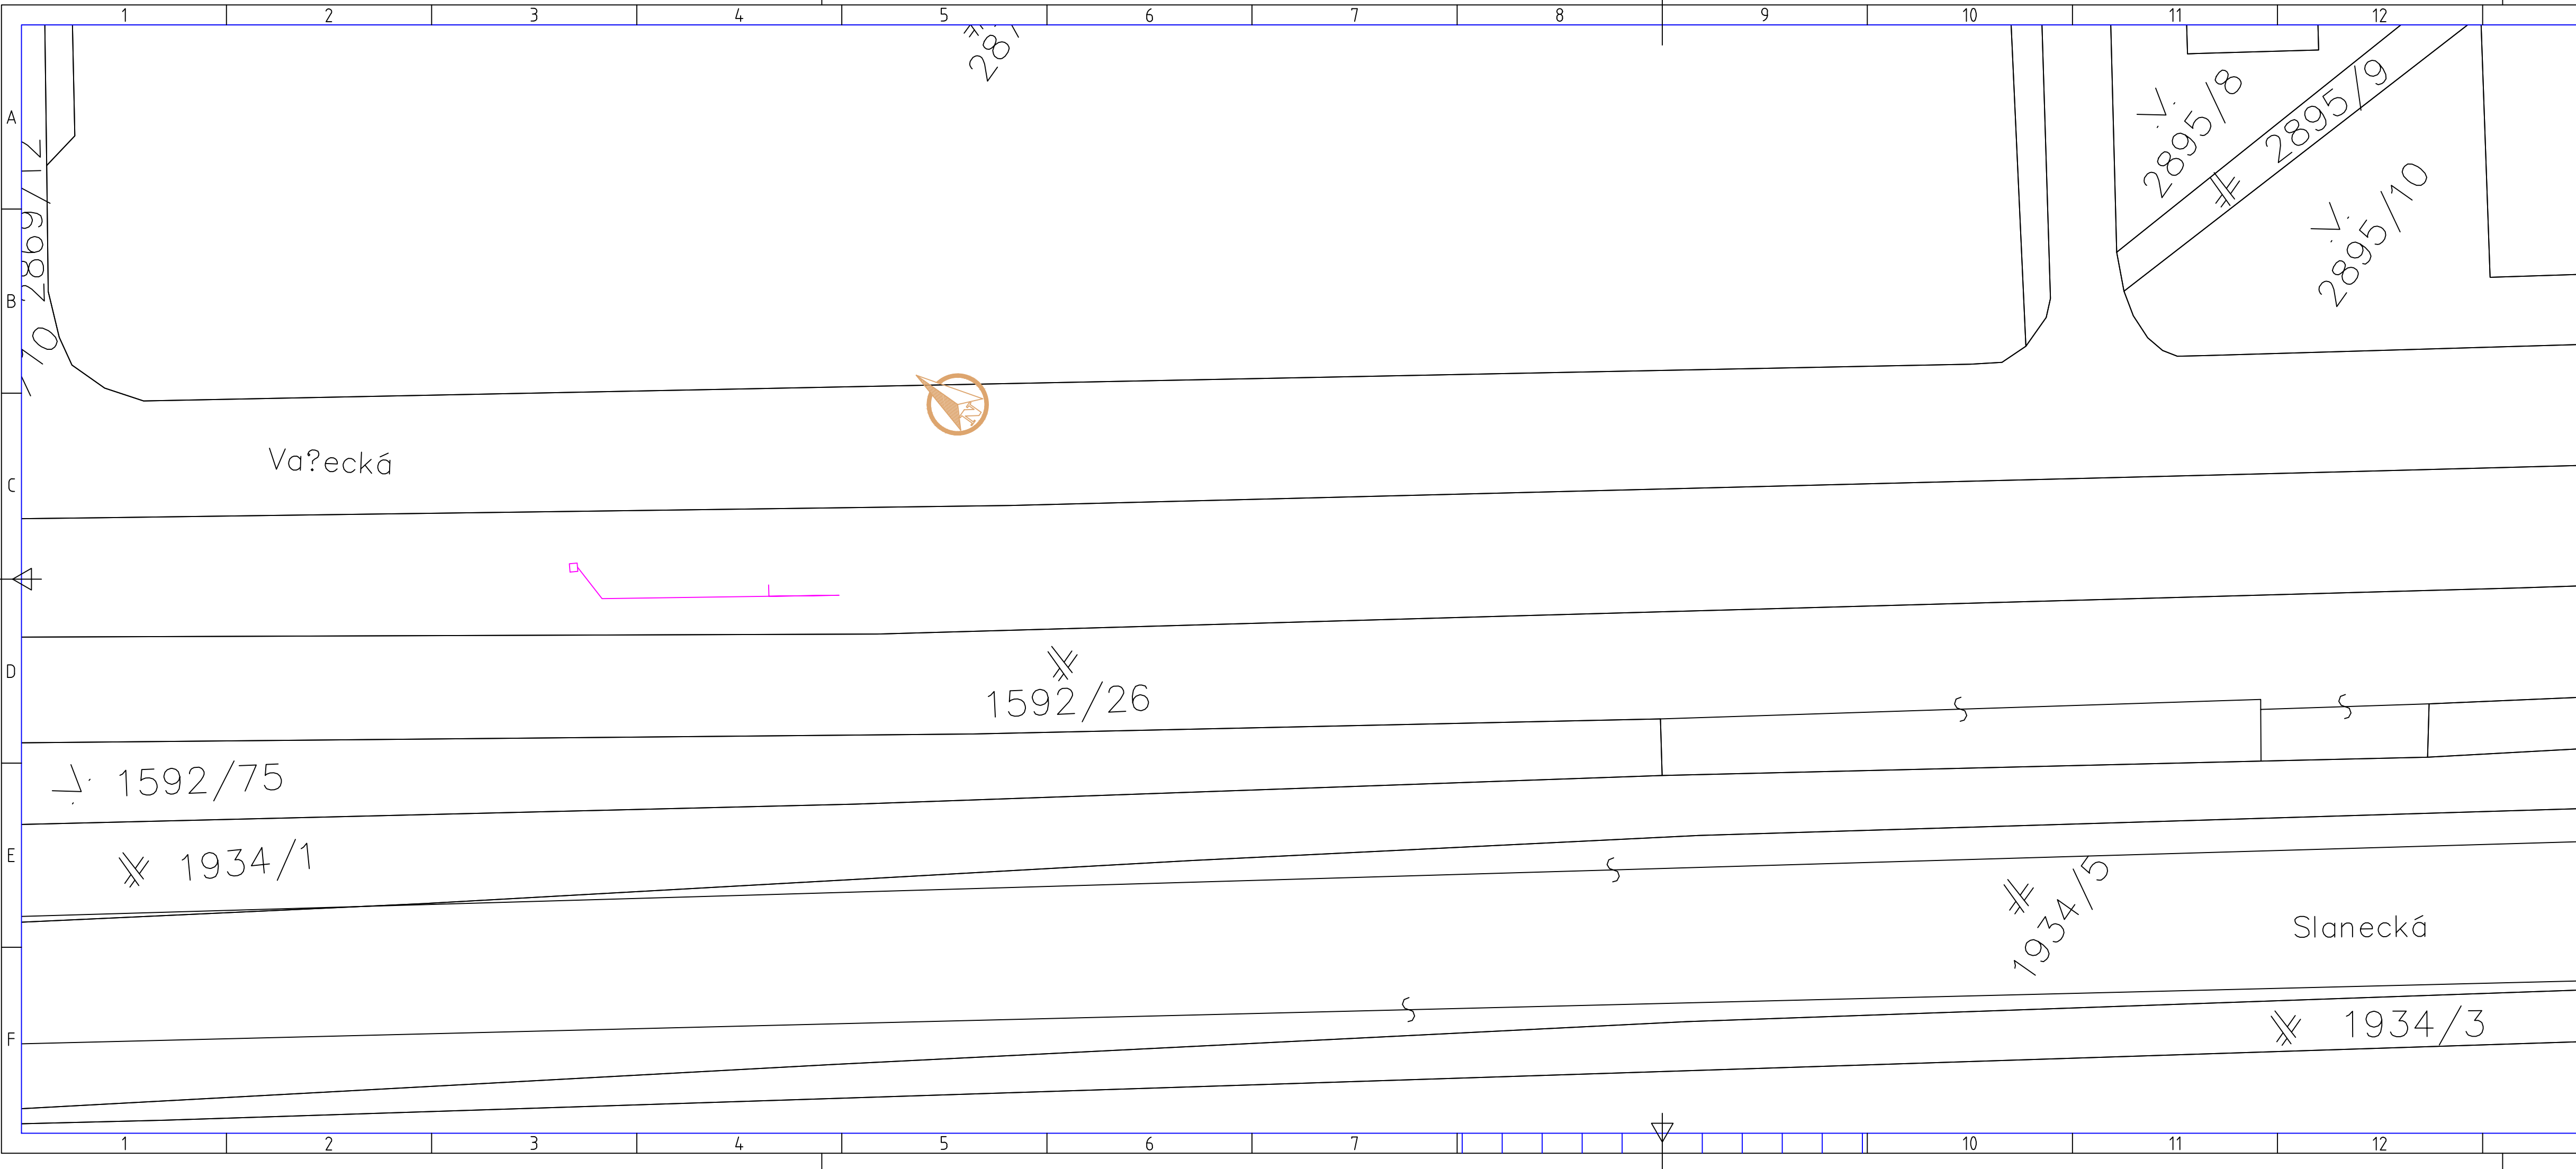 1 2 3 4 5 6 7 8 9 10 11 12
A
2895/8
2895/9
2869/12
2895/10
B
Va?ecká
C
D
1592/26
1592/75
E
1934/1
1934/5
Slanecká
F
1934/3
1 2 3 4 5 6 7 10 11 12